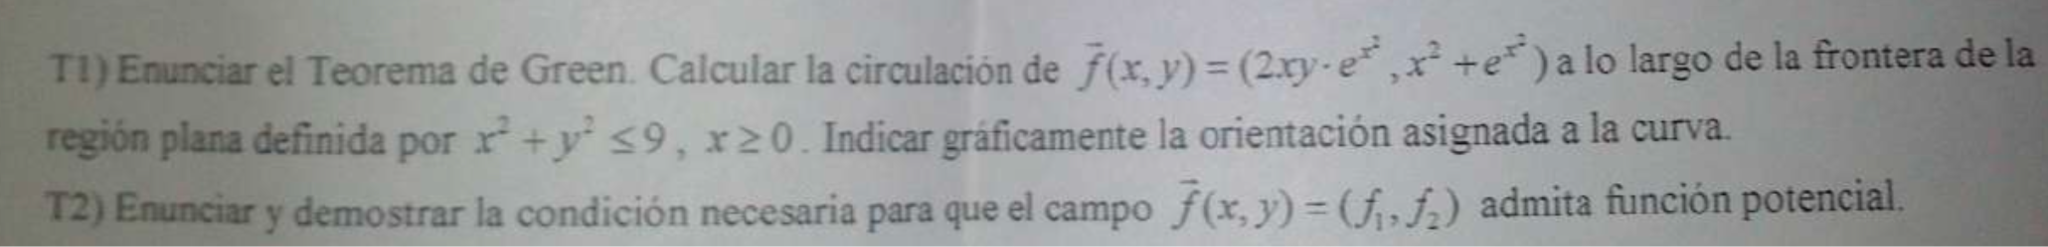 T1) Enunciar el Teorema de Green. Calcular la circulación de f⃗(x, y) = (2xy·e^{x²}, x² + e^{x²}) a lo largo de la frontera de la
región plana definida por x² + y² ≤ 9, x ≥ 0. Indicar gráficamente la orientación asignada a la curva.
T2) Enunciar y demostrar la condición necesaria para que el campo f⃗(x, y) = (f₁, f₂) admita función potencial.